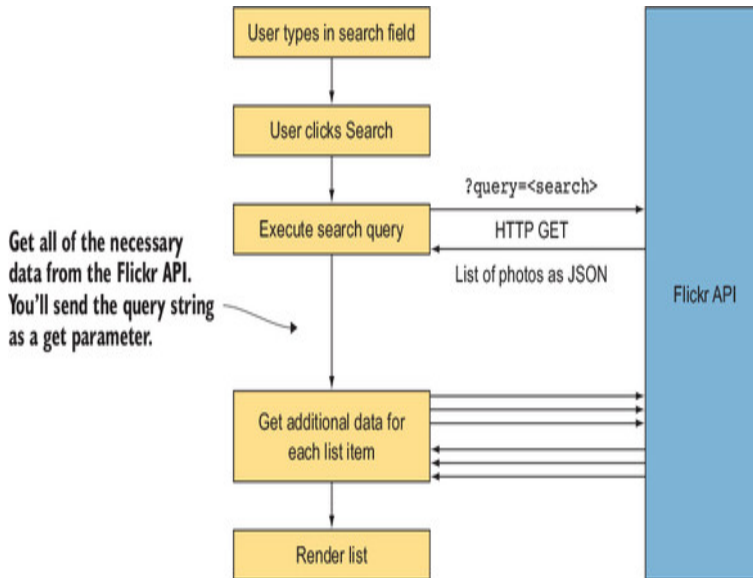 User types in search field
User clicks Search
?query=<search>
Execute search query
HTTP GET
List of photos as JSON
Get all of the necessary
data from the Flickr API.
You'll send the query string
as a get parameter.
Flickr API
Get additional data for
each list item
Render list